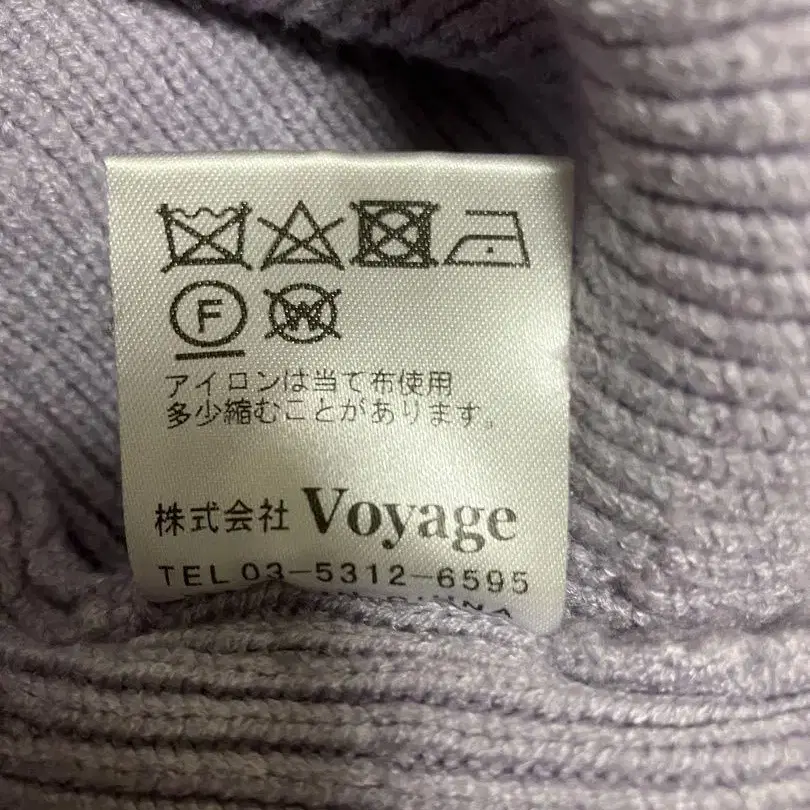 F W
アイロンは当て布使用
多少縮むことがあります。
株式会社 Voyage
TEL 03-5312-6595